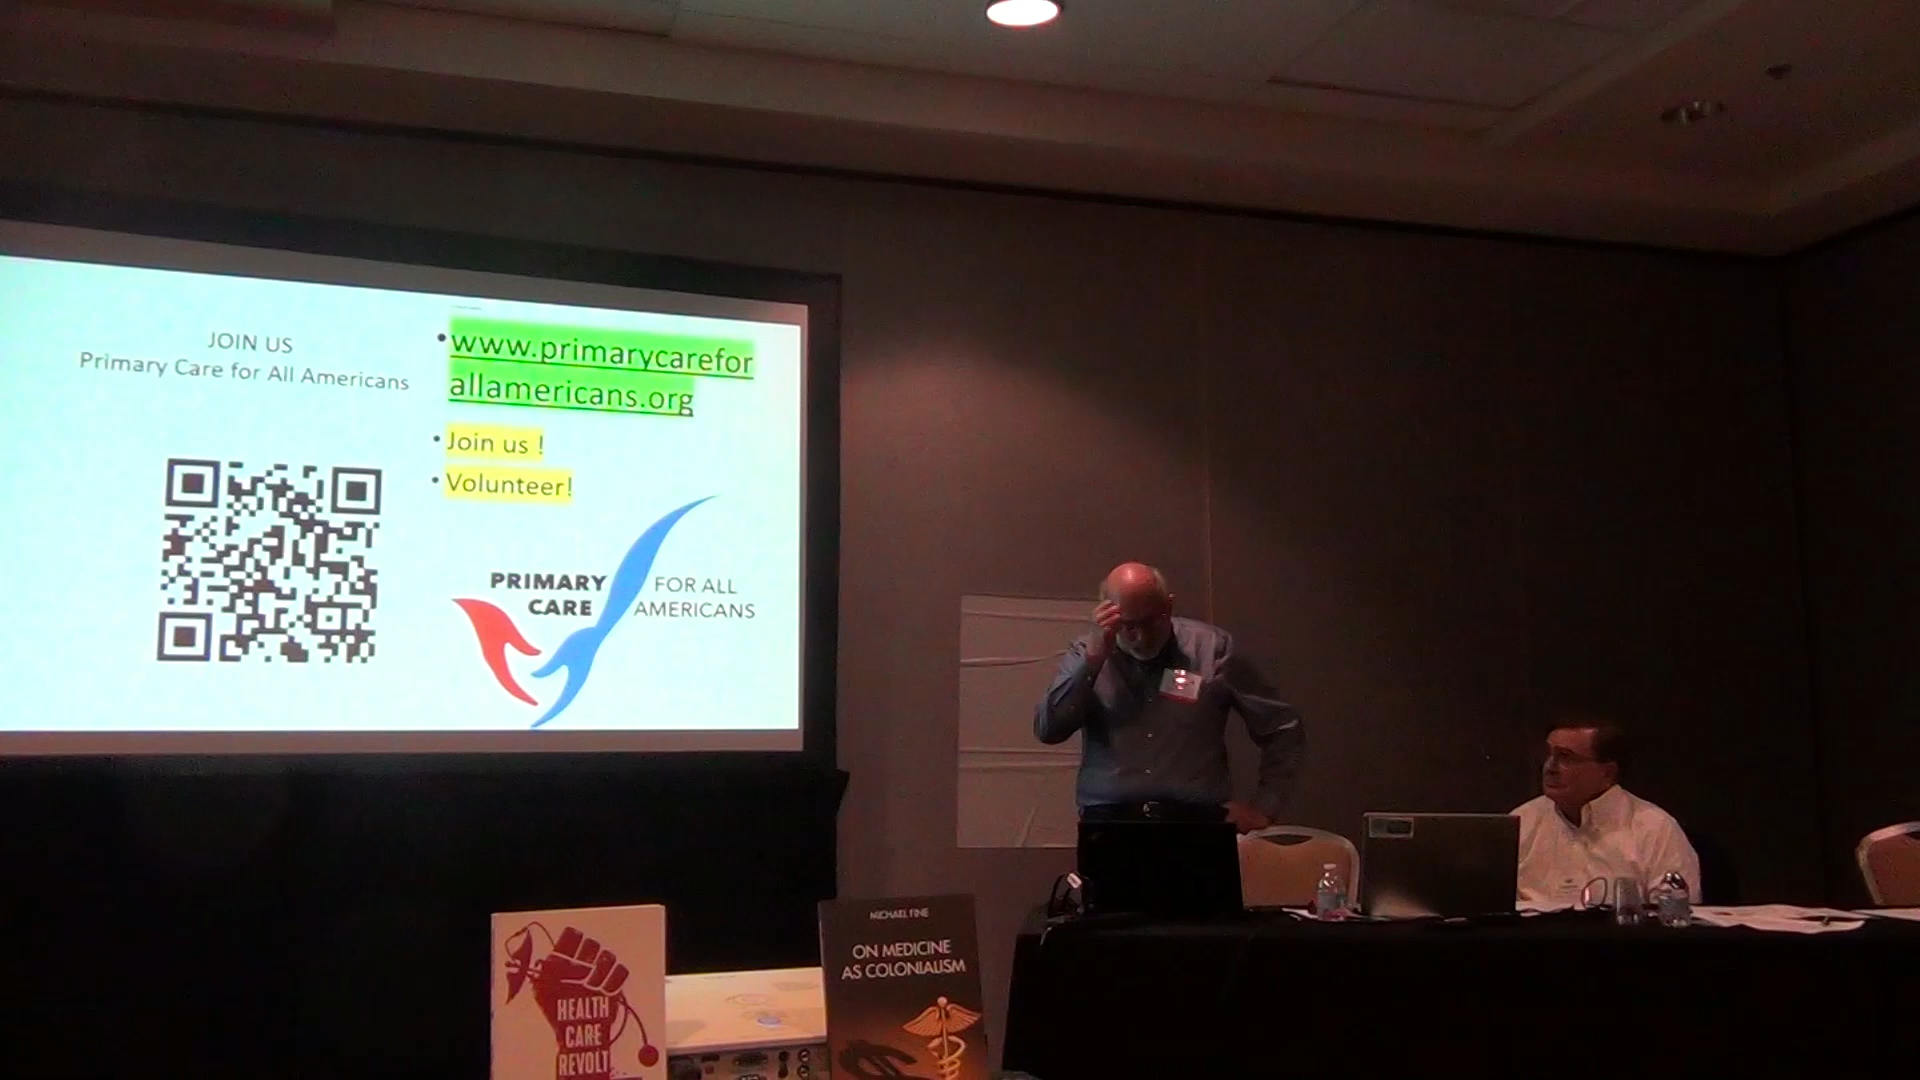 JOIN US
Primary Care for All Americans
• www.primarycarefor
allamericans.org
• Join us !
• Volunteer!
PRIMARY
CARE
FOR ALL
AMERICANS
HEALTH
CARE
REVOLT
MICHAEL FINE
ON MEDICINE
AS COLONIALISM